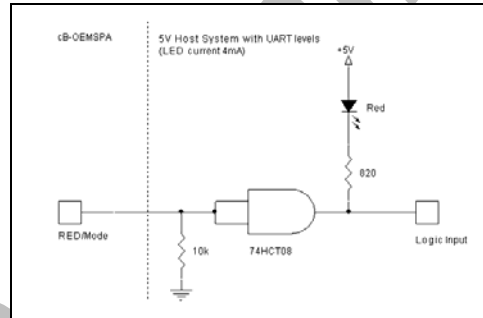 cB-OEMSPA
5V Host System with UART levels
(LED current 4mA)
+5V
Red
820
RED/Mode
10k
74HCT08
Logic Input